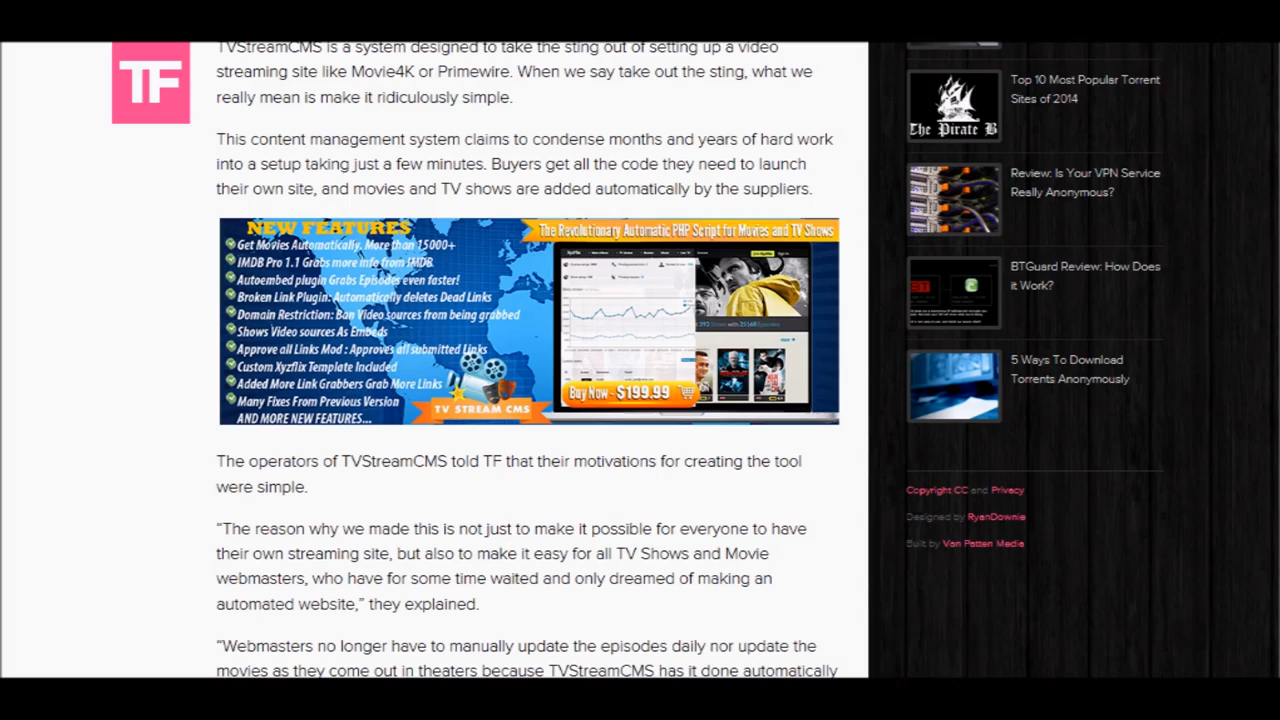 TF
TVStreamCMS is a system designed to take the sting out of setting up a video
streaming site like Movie4K or Primewire. When we say take out the sting, what we
really mean is make it ridiculously simple.
This content management system claims to condense months and years of hard work
into a setup taking just a few minutes. Buyers get all the code they need to launch
their own site, and movies and TV shows are added automatically by the suppliers.
NEW FEATURES
Get Movies Automatically. More than 15000+
IMDB Pro 1.1 Grabs more info from IMDB
Autoembed plugin Grabs Episodes even faster!
Broken Link Plugin: Automatically deletes Dead Links
Domain Restriction: Ban Video sources from being grabbed
Shows Video sources As Embeds
Approve all Links Mod : Approves all submitted Links
Custom Xyzflix Template Included
Added More Link Grabbers Grab More Links
Many Fixes From Previous Version
AND MORE NEW FEATURES...
TV STREAM CMS
The Revolutionary Automatic PHP Script for Movies and TV Shows
Buy Now - $199.99
The operators of TVStreamCMS told TF that their motivations for creating the tool
were simple.
“The reason why we made this is not just to make it possible for everyone to have
their own streaming site, but also to make it easy for all TV Shows and Movie
webmasters, who have for some time waited and only dreamed of making an
automated website,” they explained.
“Webmasters no longer have to manually update the episodes daily nor update the
movies as they come out in theaters because TVStreamCMS has it done automatically
The Pirate B
Top 10 Most Popular Torrent
Sites of 2014
Review: Is Your VPN Service
Really Anonymous?
BTGuard Review: How Does
it Work?
5 Ways To Download
Torrents Anonymously
Copyright CC and Privacy
Designed by RyanDownie
Built by Van Patten Media